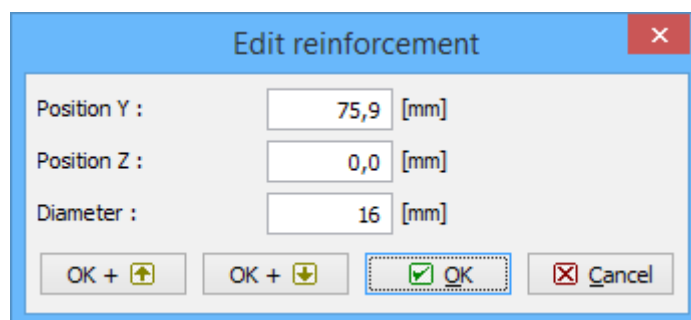 Edit reinforcement
Position Y : 75,9 [mm]
Position Z : 0,0 [mm]
Diameter : 16 [mm]
OK + OK + OK Cancel